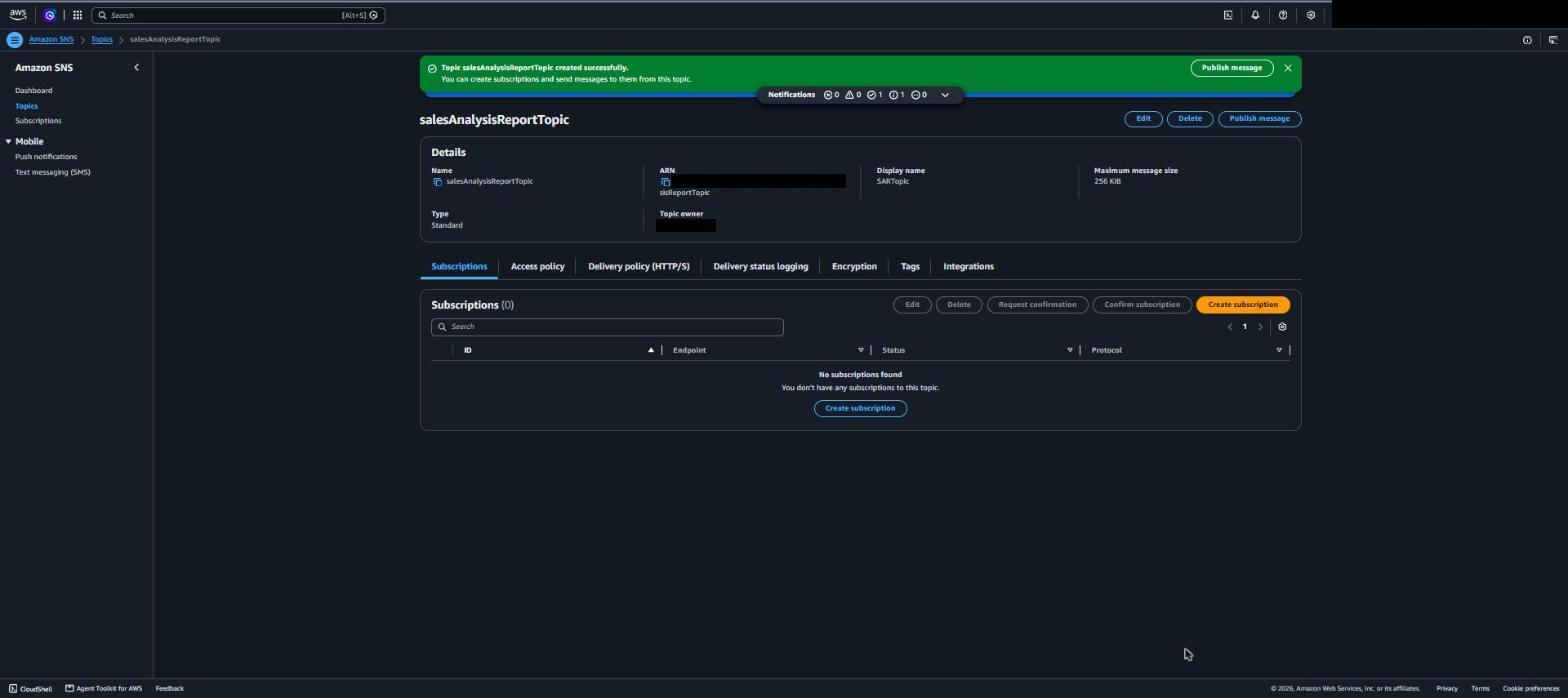 aws
Search [Alt+S]
Amazon SNS > Topics > salesAnalysisReportTopic
Amazon SNS
Dashboard
Topics
Subscriptions
Mobile
Push notifications
Text messaging (SMS)
Topic salesAnalysisReportTopic created successfully.
You can create subscriptions and send messages to them from this topic.
Publish message
Notifications 0 0 1 1 0
salesAnalysisReportTopic
Edit Delete Publish message
Details
Name
salesAnalysisReportTopic
ARN
sisReportTopic
Display name
SARTopic
Maximum message size
256 KiB
Type
Standard
Topic owner
Subscriptions Access policy Delivery policy (HTTP/S) Delivery status logging Encryption Tags Integrations
Subscriptions (0)
Edit Delete Request confirmation Confirm subscription Create subscription
Search
1
ID Endpoint Status Protocol
No subscriptions found
You don't have any subscriptions to this topic.
Create subscription
CloudShell Agent Toolkit for AWS Feedback
© 2026, Amazon Web Services, Inc. or its affiliates. Privacy Terms Cookie preferences